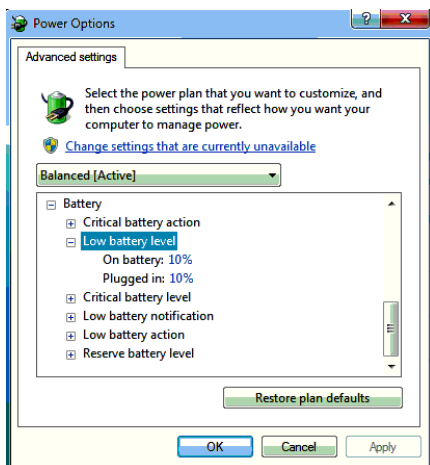 Power Options
Advanced settings
Select the power plan that you want to customize, and
then choose settings that reflect how you want your
computer to manage power.
Change settings that are currently unavailable
Balanced [Active]
Battery
Critical battery action
Low battery level
On battery: 10%
Plugged in: 10%
Critical battery level
Low battery notification
Low battery action
Reserve battery level
Restore plan defaults
OK Cancel Apply